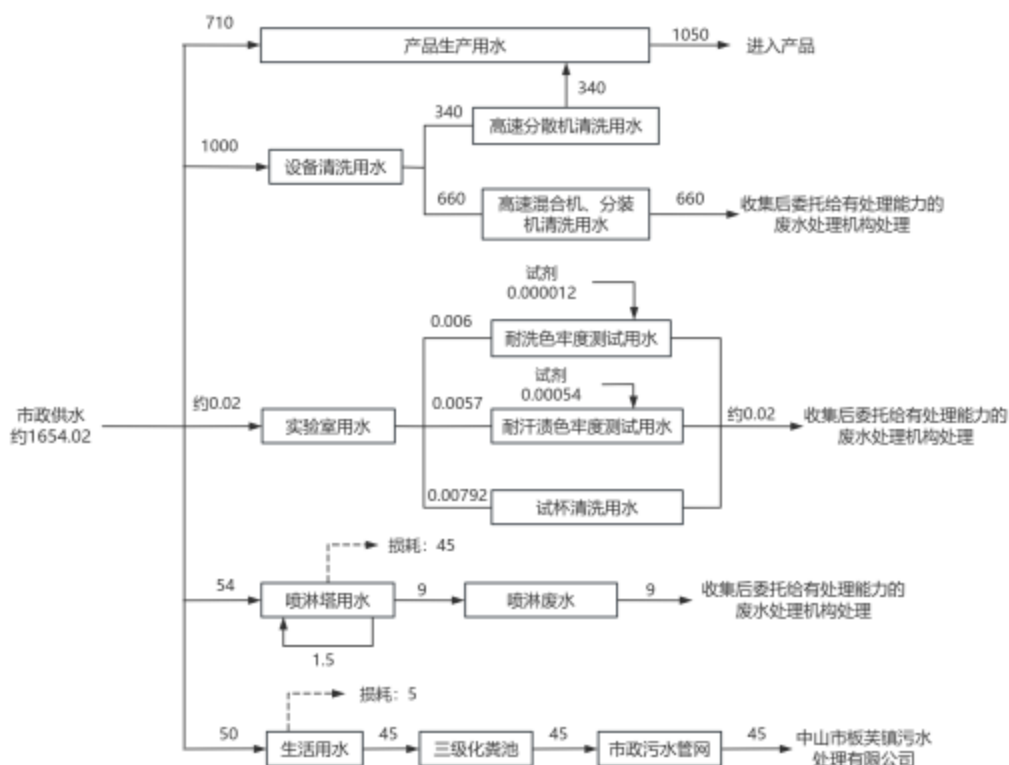 710
产品生产用水
1050
进入产品
340
340
高速分散机清洗用水
1000
设备清洗用水
660
高速混合机、分装
机清洗用水
660
收集后委托给有处理能力的
废水处理机构处理
试剂
0.000012
0.006
耐洗色牢度测试用水
试剂
0.00054
市政供水
约1654.02
约0.02
实验室用水
0.0057
耐汗渍色牢度测试用水
约0.02
收集后委托给有处理能力的
废水处理机构处理
0.00792
试杯清洗用水
损耗：45
54
喷淋塔用水
9
喷淋废水
9
收集后委托给有处理能力的
废水处理机构处理
1.5
损耗：5
50
生活用水
45
三级化粪池
45
市政污水管网
45
中山市板芙镇污水
处理有限公司